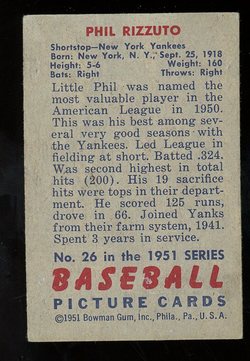 PHIL RIZZUTO
Shortstop—New York Yankees
Born: New York, N. Y., Sept. 25, 1918
Height: 5-6 Weight: 160
Bats: Right Throws: Right
Little Phil was named the
most valuable player in the
American League in 1950.
This was his best among sev-
eral very good seasons with
the Yankees. Led League in
fielding at short. Batted .324.
Was second highest in total
hits (200). His 19 sacrifice
hits were tops in their depart-
ment. He scored 125 runs,
drove in 66. Joined Yanks
from their farm system, 1941.
Spent 3 years in service.
No. 26 in the 1951 SERIES
BASEBALL
PICTURE CARDS
©1951 Bowman Gum, Inc., Phila., Pa., U. S. A.